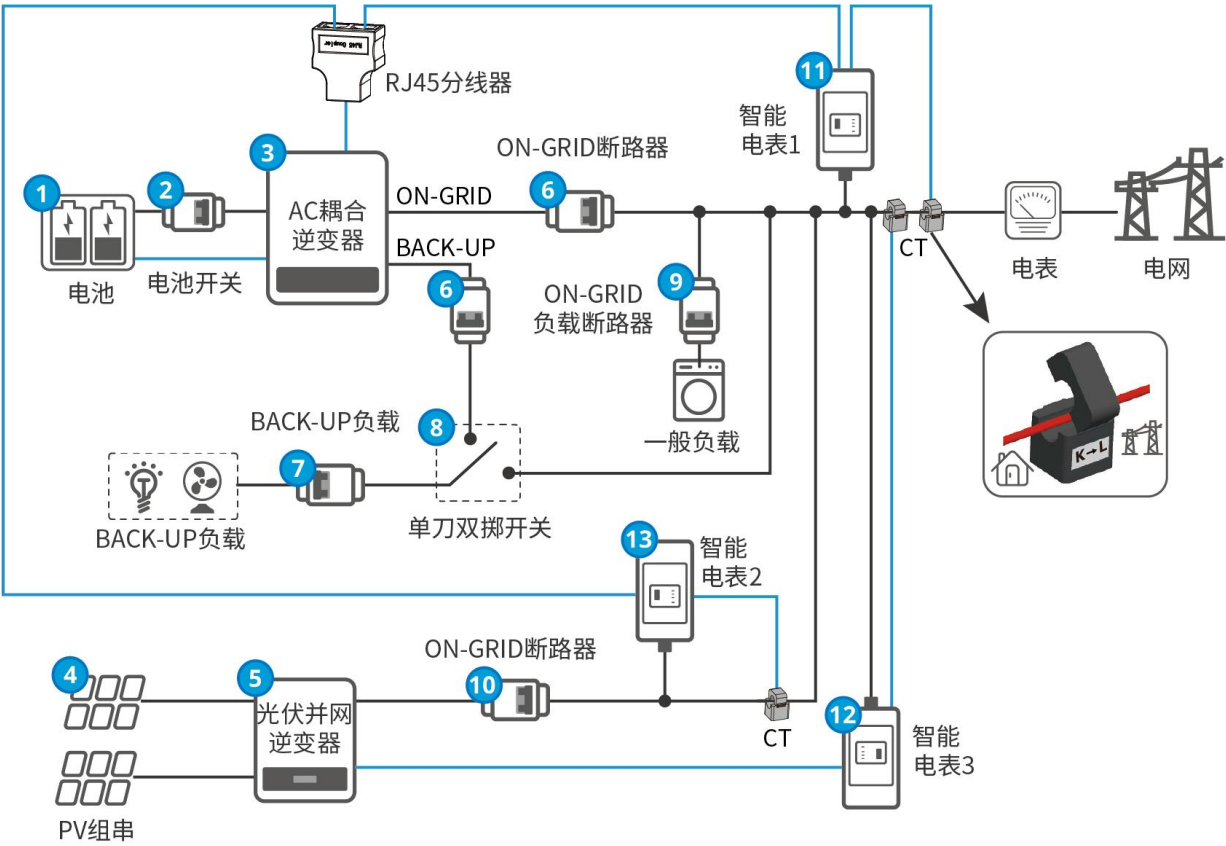 RJ45 Coupler
RJ45分线器
11
智能
电表1
3
ON-GRID断路器
1
2
AC耦合
逆变器
ON-GRID
6
CT
BACK-UP
电池
电池开关
6
ON-GRID
负载断路器
9
电表
电网
BACK-UP负载
8
一般负载
K→L
7
BACK-UP负载
单刀双掷开关
13
智能
电表2
ON-GRID断路器
4
5
10
光伏并网
逆变器
CT
12
智能
电表3
PV组串